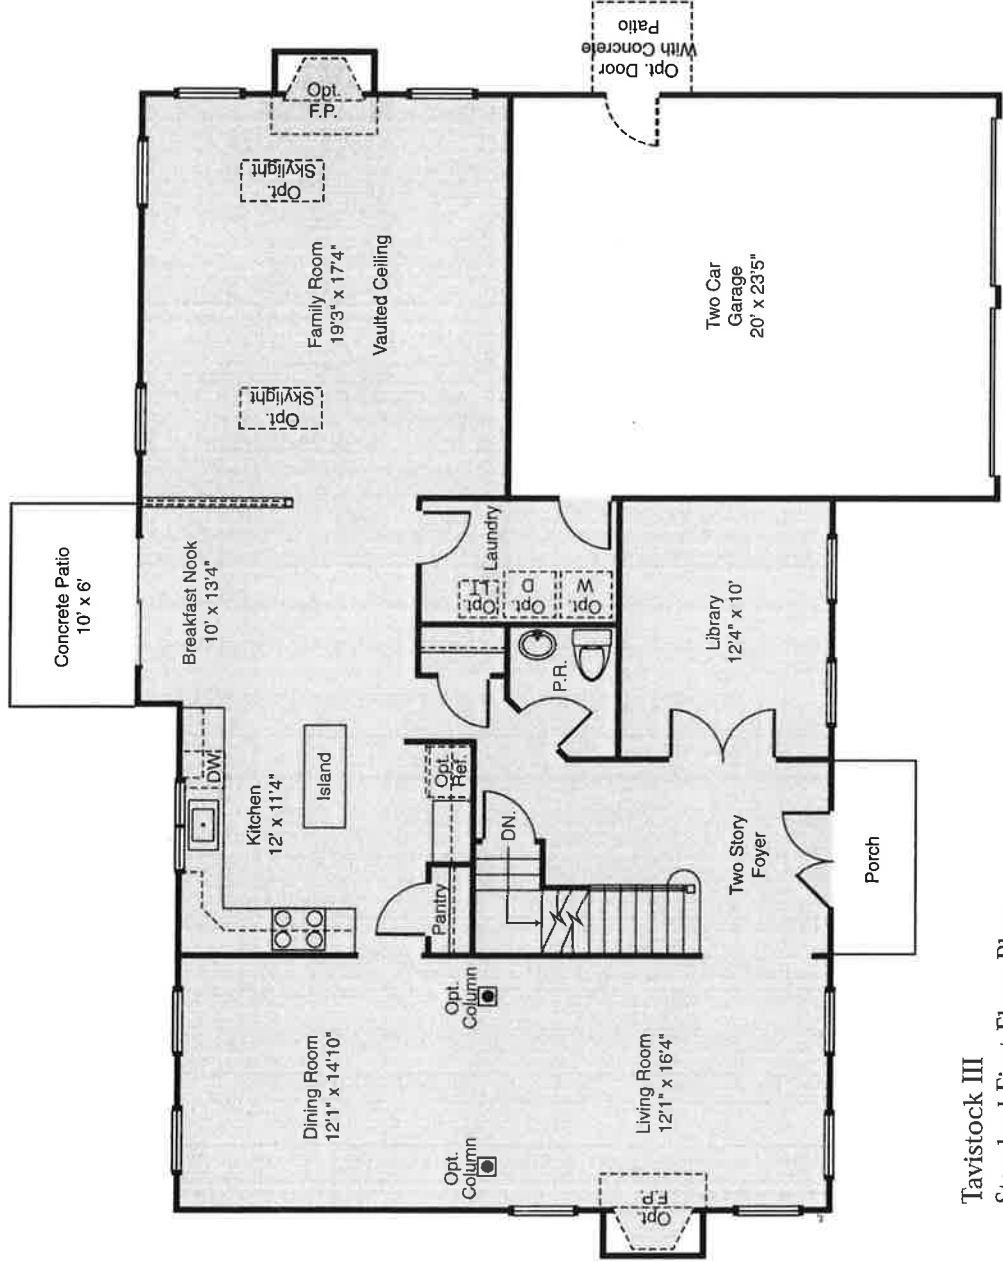 Concrete Patio
10' x 6'
Breakfast Nook
10' x 13'4"
Opt.
Skylight
Opt.
Skylight
Opt.
F.P.
Family Room
19'3" x 17'4"
Vaulted Ceiling
Opt. Door
With Concrete
Patio
Two Car
Garage
20' x 23'5"
DW
Kitchen
12' x 11'4"
Island
Opt.
Ref.
Pantry
DN.
Laundry
Opt.
LT
Opt.
D
Opt.
W
P.R.
Library
12'4" x 10'
Two Story
Foyer
Porch
Dining Room
12'1" x 14'10"
Opt.
Column
Opt.
Column
Living Room
12'1" x 16'4"
Opt.
F.P.
Tavistock III